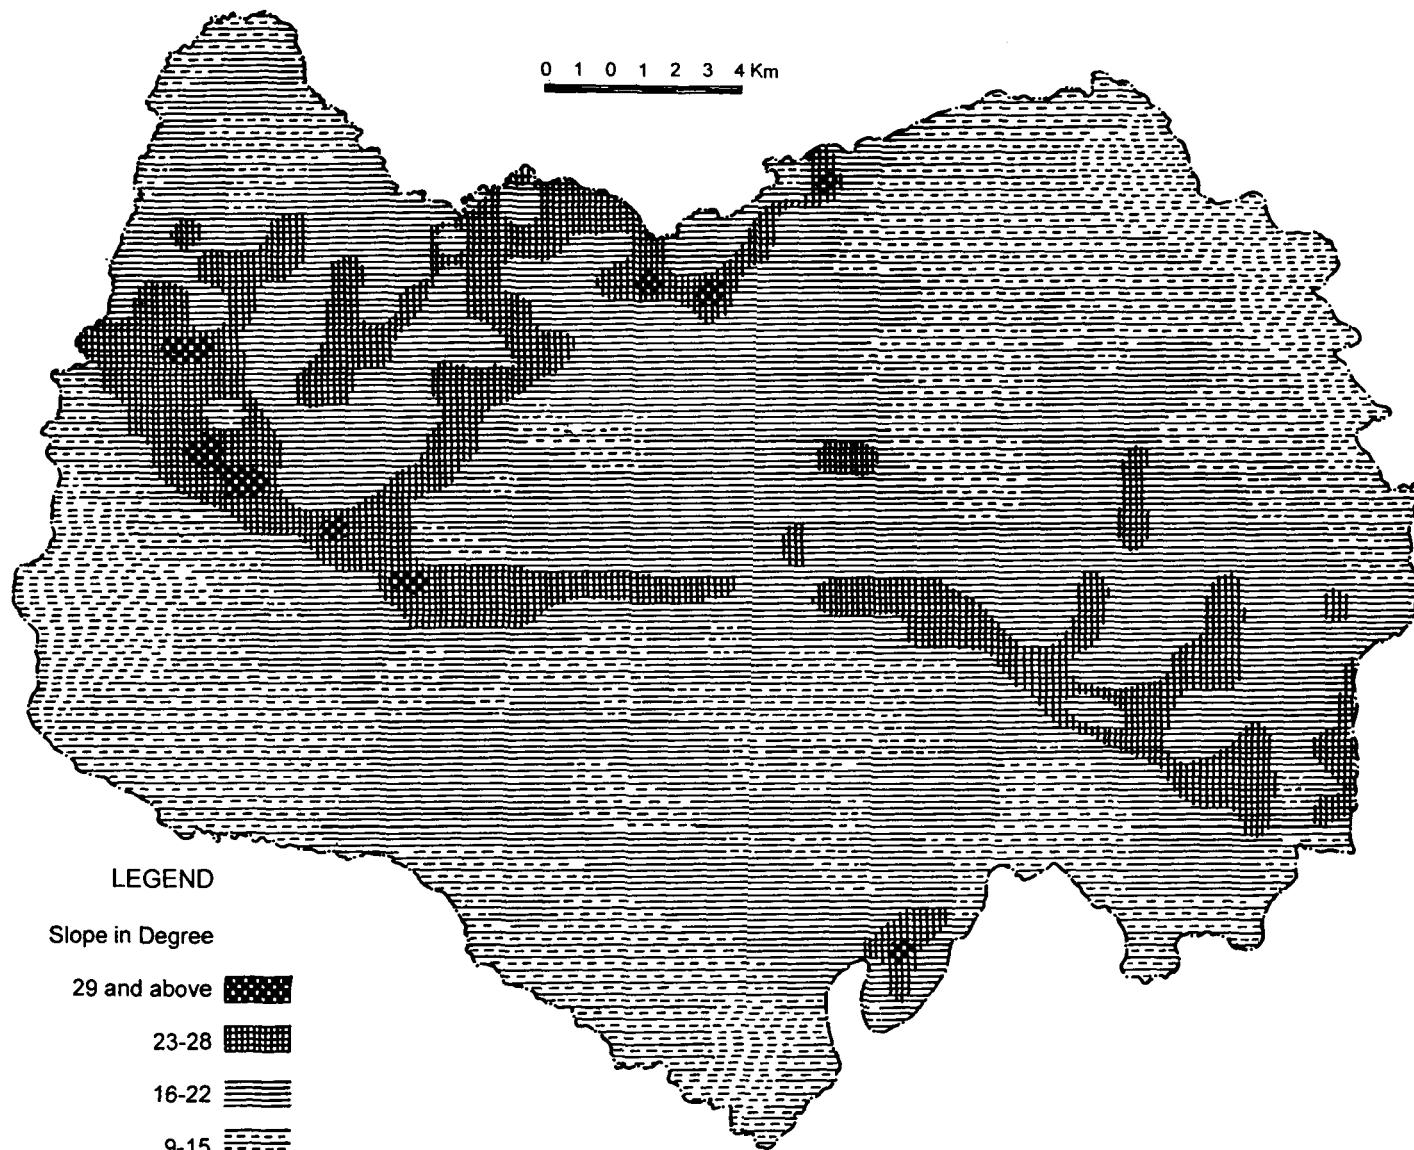 0 1 0 1 2 3 4 Km
LEGEND
Slope in Degree
29 and above
23-28
16-22
9-15